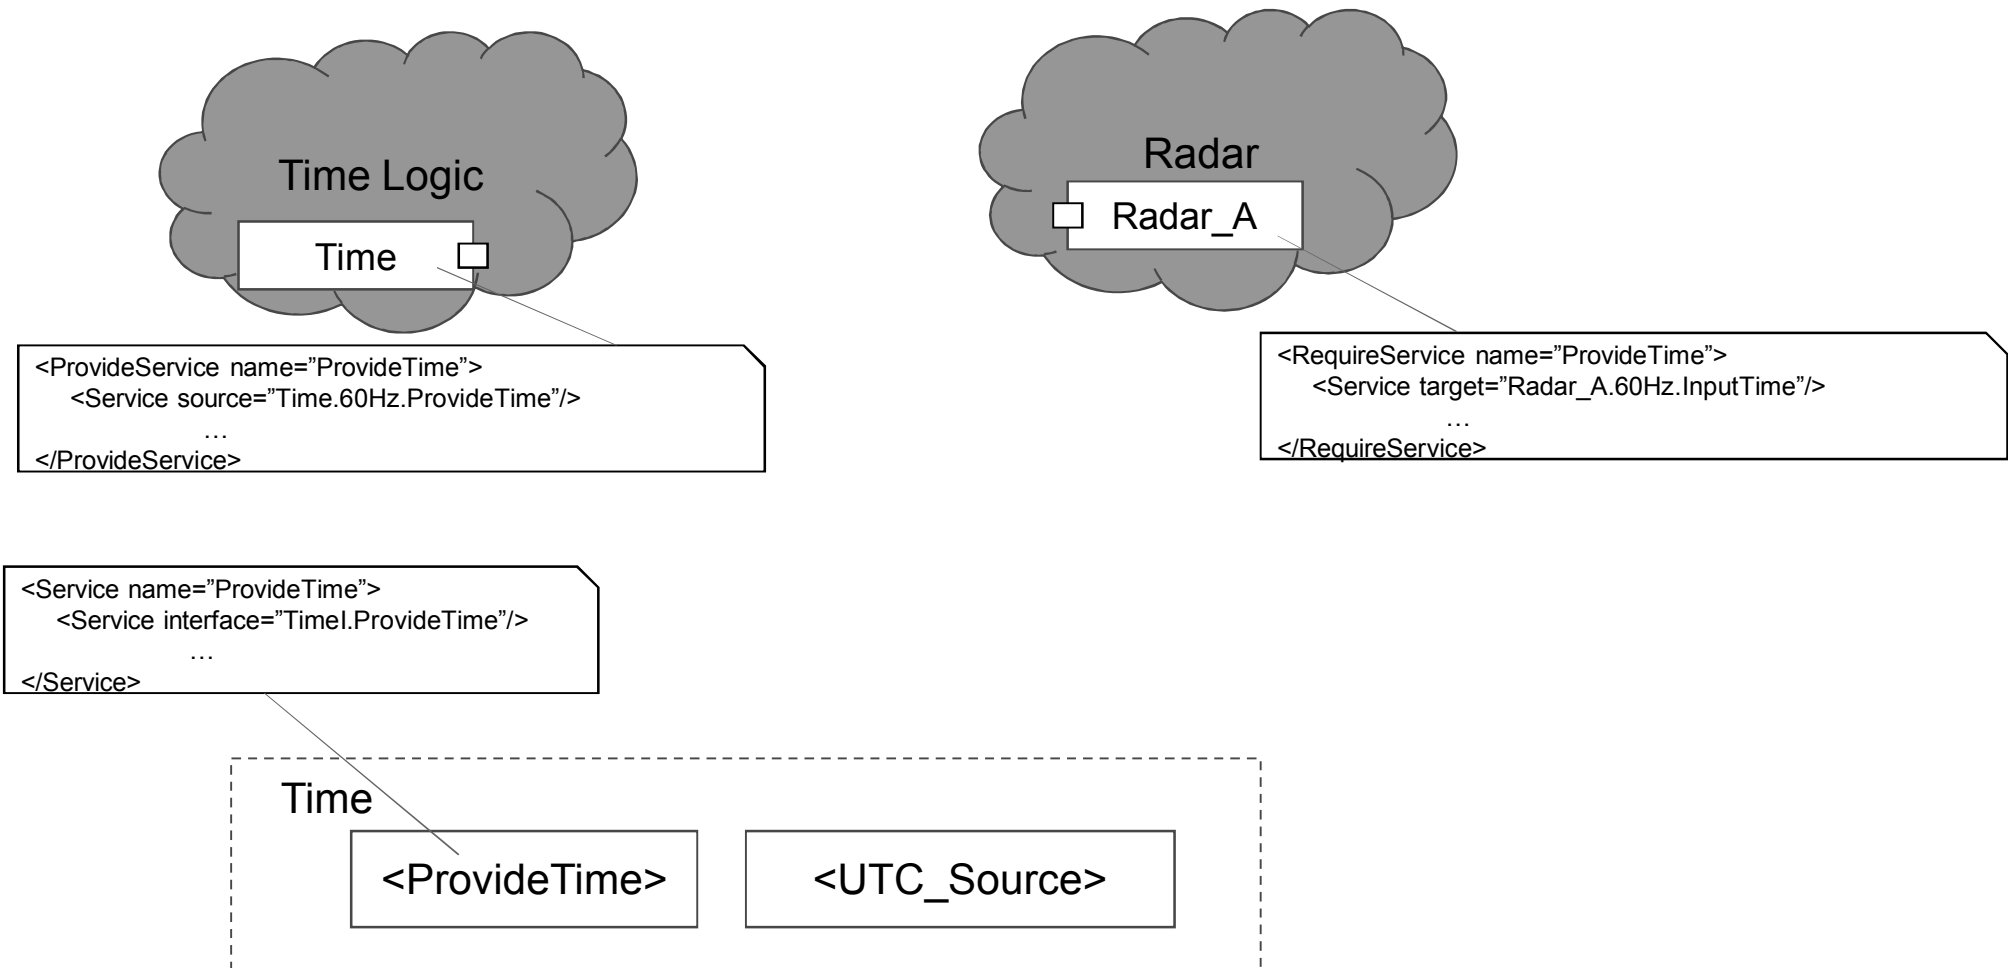 Time Logic
Time
Radar
Radar_A
<ProvideService name=”ProvideTime”>
<Service source=”Time.60Hz.ProvideTime”/>
…
</ProvideService>
<RequireService name=”ProvideTime”>
<Service target=”Radar_A.60Hz.InputTime”/>
…
</RequireService>
<Service name=”ProvideTime”>
<Service interface=”TimeI.ProvideTime”/>
…
</Service>
Time
<ProvideTime>
<UTC_Source>